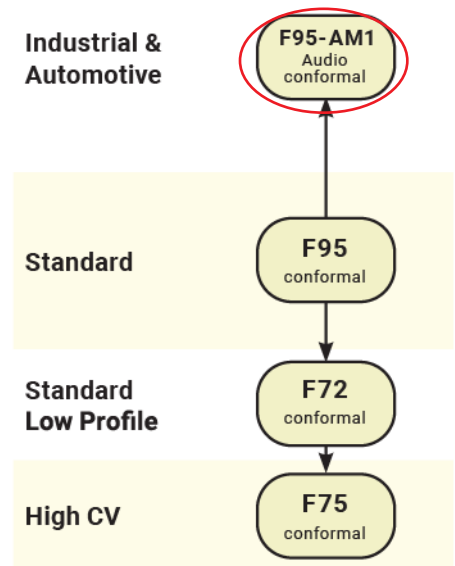 Industrial &
Automotive
F95-AM1
Audio
conformal
Standard
F95
conformal
Standard
Low Profile
F72
conformal
High CV
F75
conformal